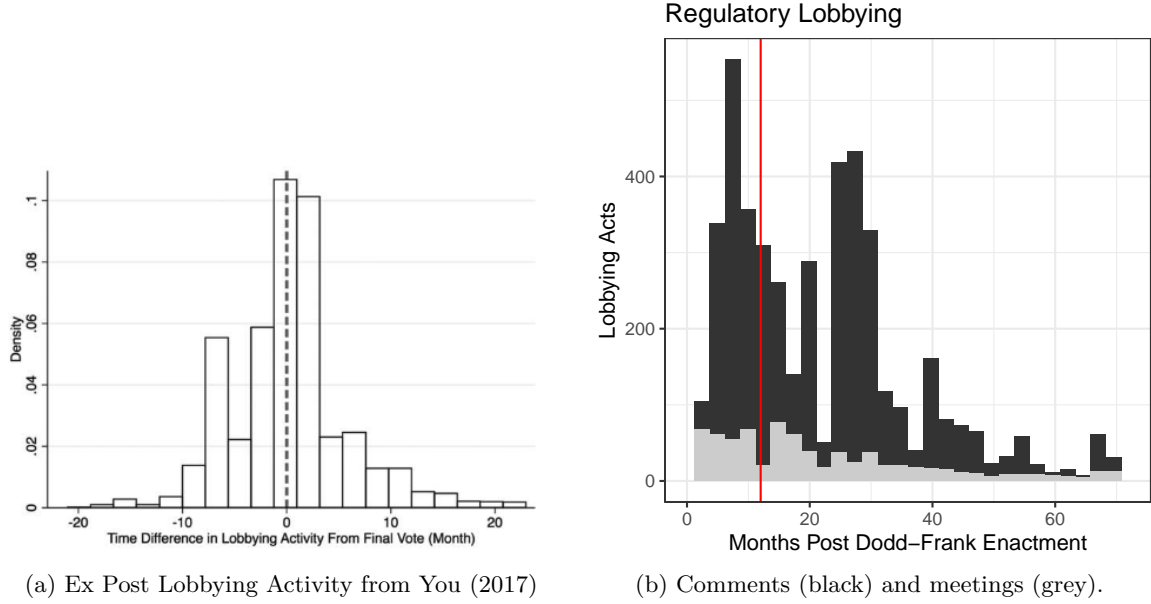 Regulatory Lobbying
.1
.08
.06
.04
.02
0
Density
-20 -10 0 10 20
Time Difference in Lobbying Activity From Final Vote (Month)
400
200
0
Lobbying Acts
0 20 40 60
Months Post Dodd−Frank Enactment
(a) Ex Post Lobbying Activity from You (2017)
(b) Comments (black) and meetings (grey).